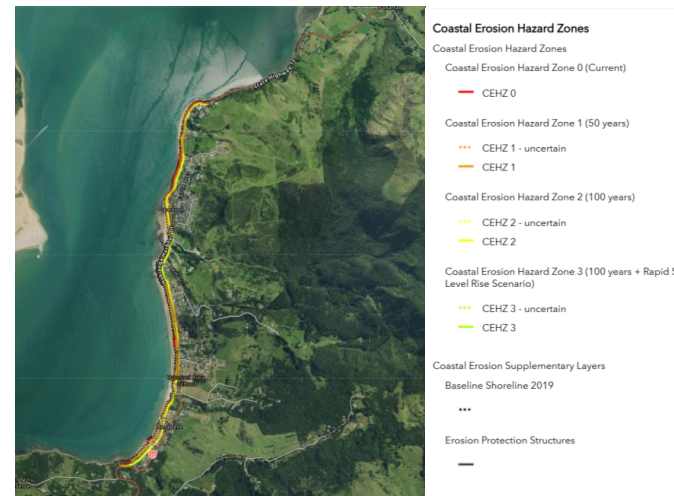 State Highway 12
Coastal Erosion Hazard Zones
Coastal Erosion Hazard Zones
Coastal Erosion Hazard Zone 0 (Current)
CEHZ 0
Coastal Erosion Hazard Zone 1 (50 years)
CEHZ 1 - uncertain
CEHZ 1
Coastal Erosion Hazard Zone 2 (100 years)
CEHZ 2 - uncertain
CEHZ 2
Coastal Erosion Hazard Zone 3 (100 years + Rapid S
Level Rise Scenario)
CEHZ 3 - uncertain
CEHZ 3
Coastal Erosion Supplementary Layers
Baseline Shoreline 2019
Erosion Protection Structures